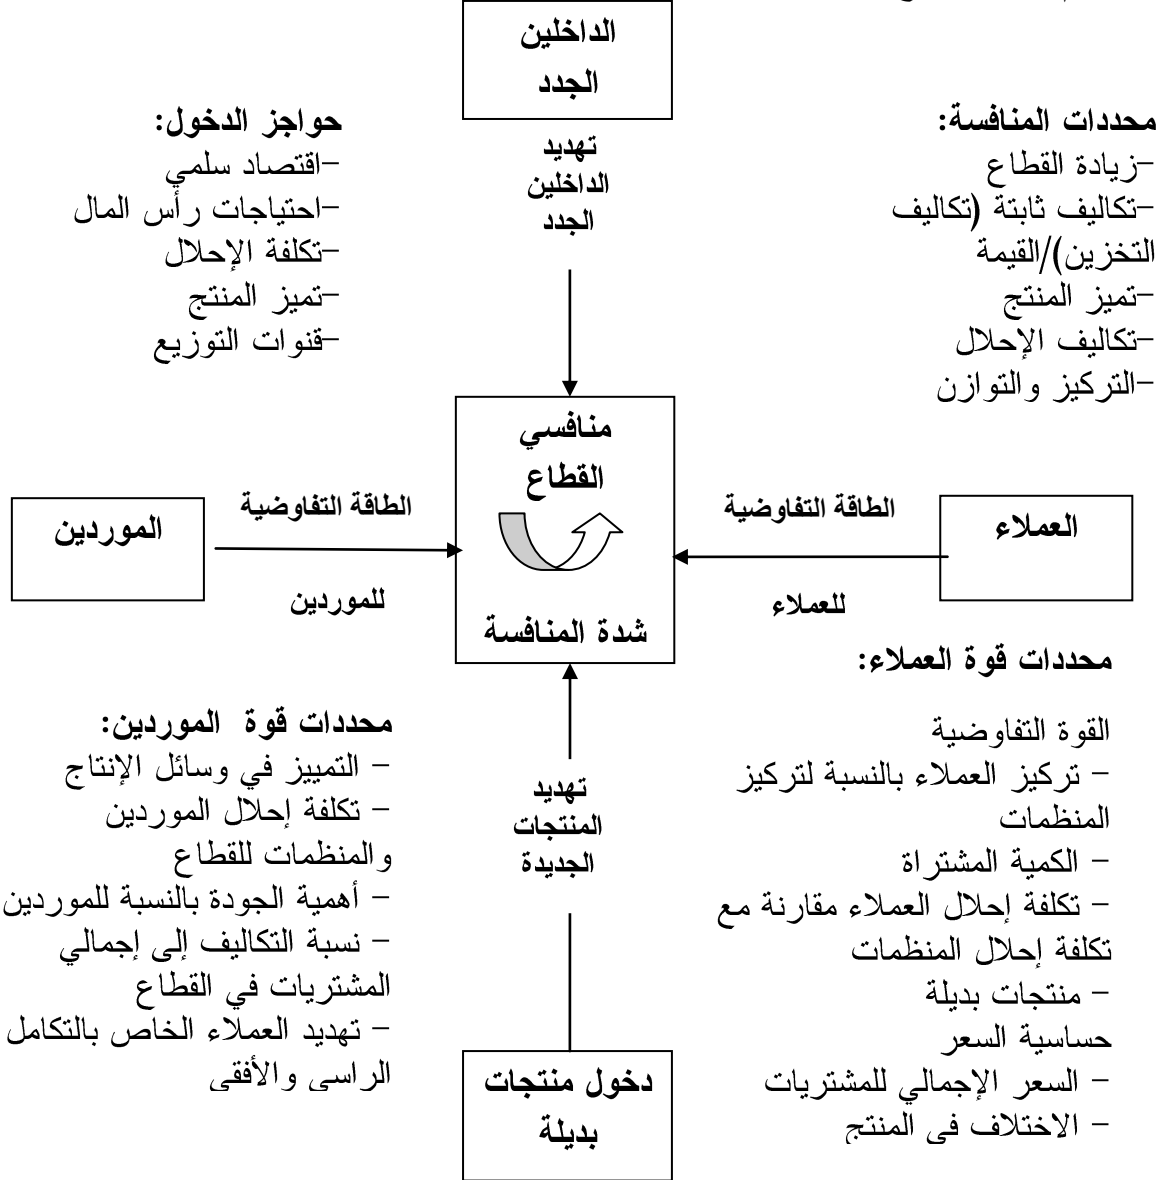 الداخلين
الجدد
محددات المنافسة:
-زيادة القطاع
-تكاليف ثابتة (تكاليف
التخزين)/القيمة
-تميز المنتج
-تكاليف الإحلال
-التركيز والتوازن
تهديد
الداخلين
الجدد
حواجز الدخول:
-اقتصاد سلمي
-احتياجات رأس المال
-تكلفة الإحلال
-تميز المنتج
-قنوات التوزيع
منافسي
القطاع
شدة المنافسة
العملاء
الطاقة التفاوضية
للعملاء
الطاقة التفاوضية
للموردين
الموردين
محددات قوة العملاء:
القوة التفاوضية
- تركيز العملاء بالنسبة لتركيز
المنظمات
- الكمية المشتراة
- تكلفة إحلال العملاء مقارنة مع
تكلفة إحلال المنظمات
- منتجات بديلة
حساسية السعر
- السعر الإجمالي للمشتريات
- الاختلاف في المنتج
تهديد
المنتجات
الجديدة
محددات قوة الموردين:
- التمييز في وسائل الإنتاج
- تكلفة إحلال الموردين
والمنظمات للقطاع
- أهمية الجودة بالنسبة للموردين
- نسبة التكاليف إلى إجمالي
المشتريات في القطاع
- تهديد العملاء الخاص بالتكامل
الراسي والأفقي
دخول منتجات
بديلة